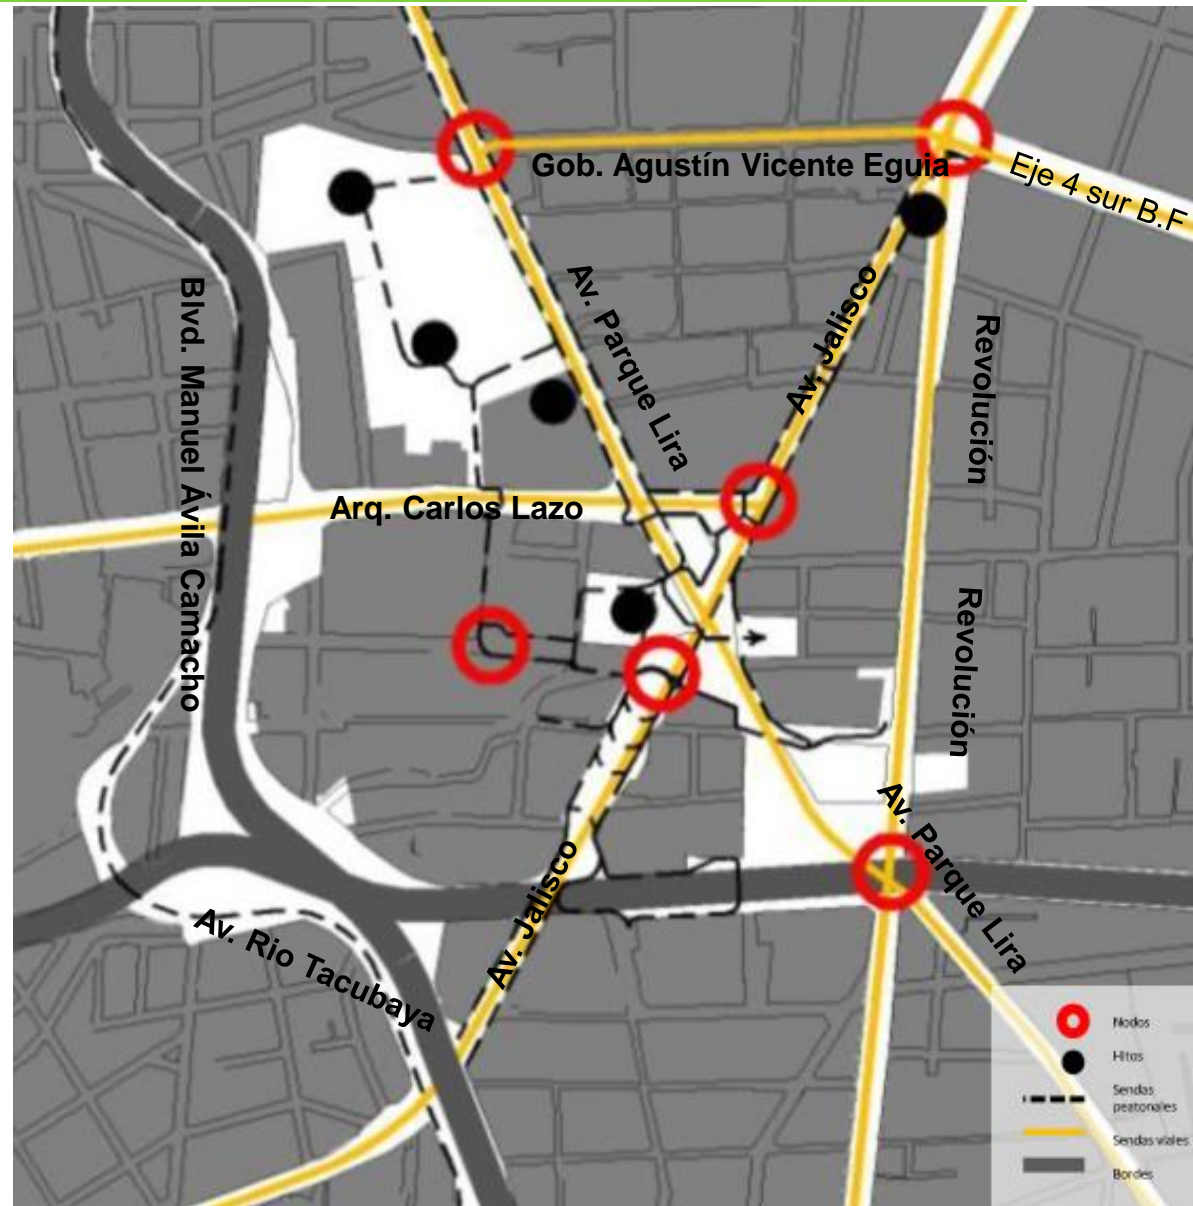 Gob. Agustín Vicente Eguia
Eje 4 sur B.F
Av. Parque Lira
Av. Jalisco
Blvd. Manuel Ávila Camacho
Revolución
Arq. Carlos Lazo
Revolución
Av. Parque Lira
Av. Jalisco
Av. Rio Tacubaya
Nodos
Hitos
Sendas
peatonales
Sendas viales
Bordes